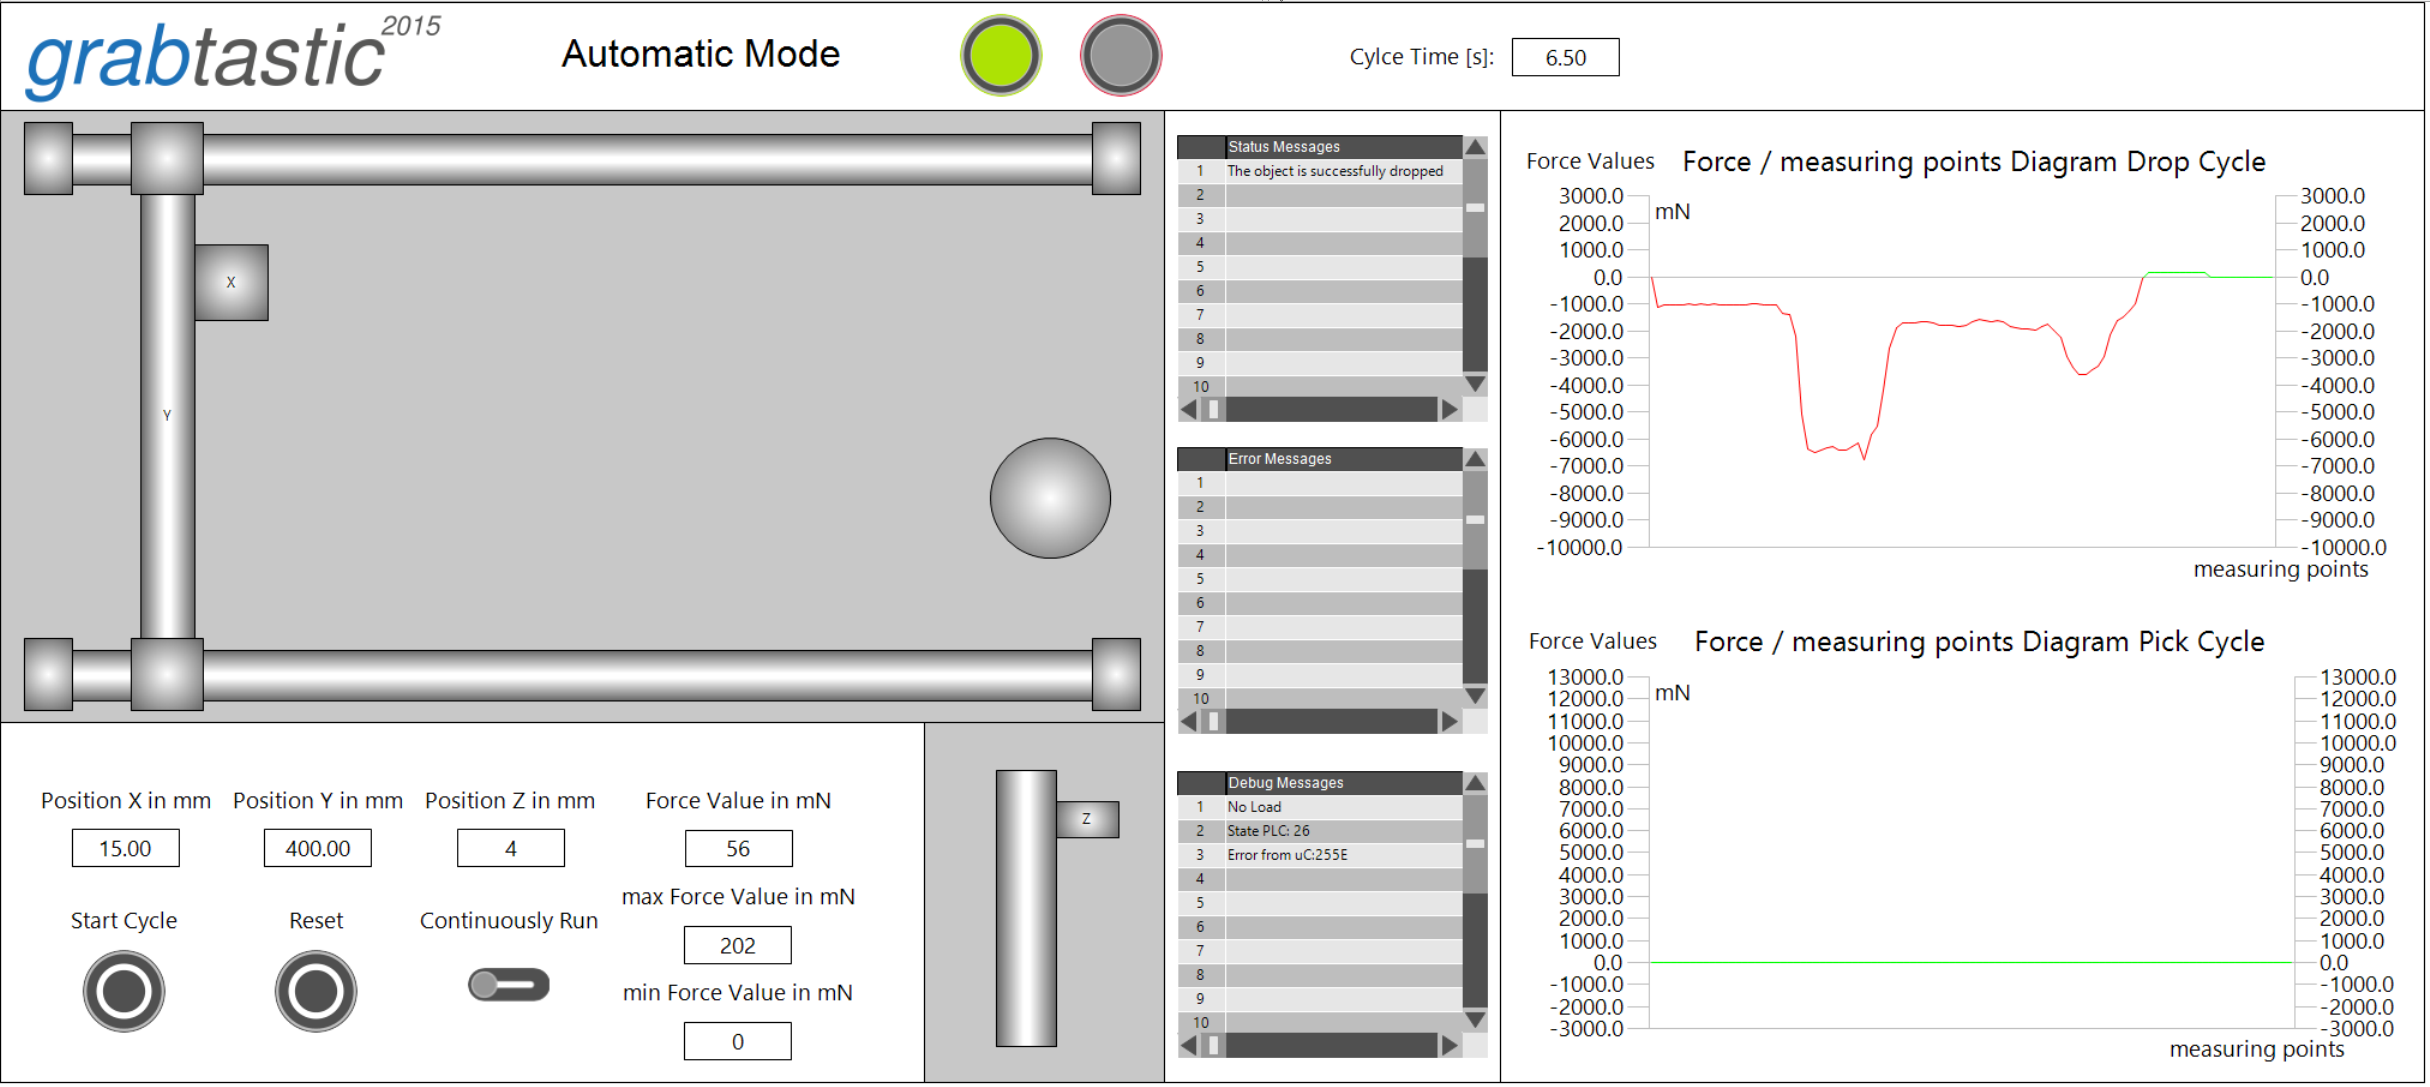 grabtastic 2015
Automatic Mode
Cylce Time [s]: 6.50
X
Y
Position X in mm
15.00
Position Y in mm
400.00
Position Z in mm
4
Force Value in mN
56
max Force Value in mN
202
min Force Value in mN
0
Start Cycle
Reset
Continuously Run
Z
Status Messages
1 The object is successfully dropped
2
3
4
5
6
7
8
9
10
Error Messages
1
2
3
4
5
6
7
8
9
10
Debug Messages
1 No Load
2 State PLC: 26
3 Error from uC:255E
4
5
6
7
8
9
10
Force Values
Force / measuring points Diagram Drop Cycle
mN
3000.0 3000.0
2000.0 2000.0
1000.0 1000.0
0.0 0.0
-1000.0 -1000.0
-2000.0 -2000.0
-3000.0 -3000.0
-4000.0 -4000.0
-5000.0 -5000.0
-6000.0 -6000.0
-7000.0 -7000.0
-8000.0 -8000.0
-9000.0 -9000.0
-10000.0 -10000.0
measuring points
Force Values
Force / measuring points Diagram Pick Cycle
mN
13000.0 13000.0
12000.0 12000.0
11000.0 11000.0
10000.0 10000.0
9000.0 9000.0
8000.0 8000.0
7000.0 7000.0
6000.0 6000.0
5000.0 5000.0
4000.0 4000.0
3000.0 3000.0
2000.0 2000.0
1000.0 1000.0
0.0 0.0
-1000.0 -1000.0
-2000.0 -2000.0
-3000.0 -3000.0
measuring points